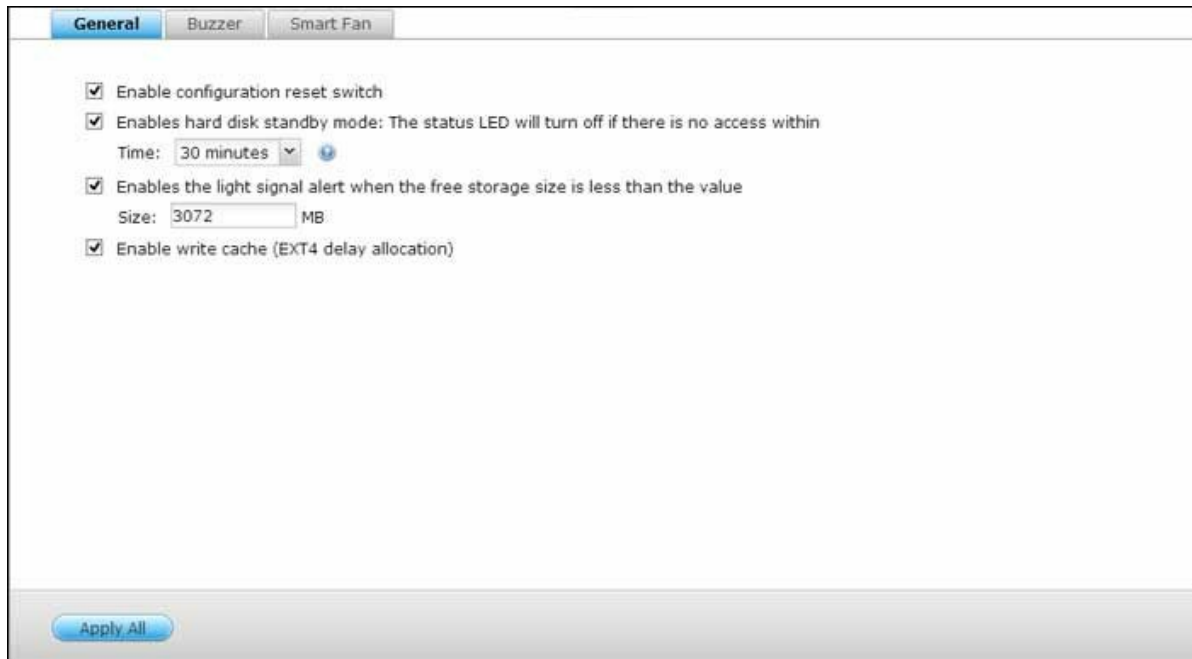 General Buzzer Smart Fan
Enable configuration reset switch
Enables hard disk standby mode: The status LED will turn off if there is no access within
Time: 30 minutes
Enables the light signal alert when the free storage size is less than the value
Size: 3072 MB
Enable write cache (EXT4 delay allocation)
Apply All